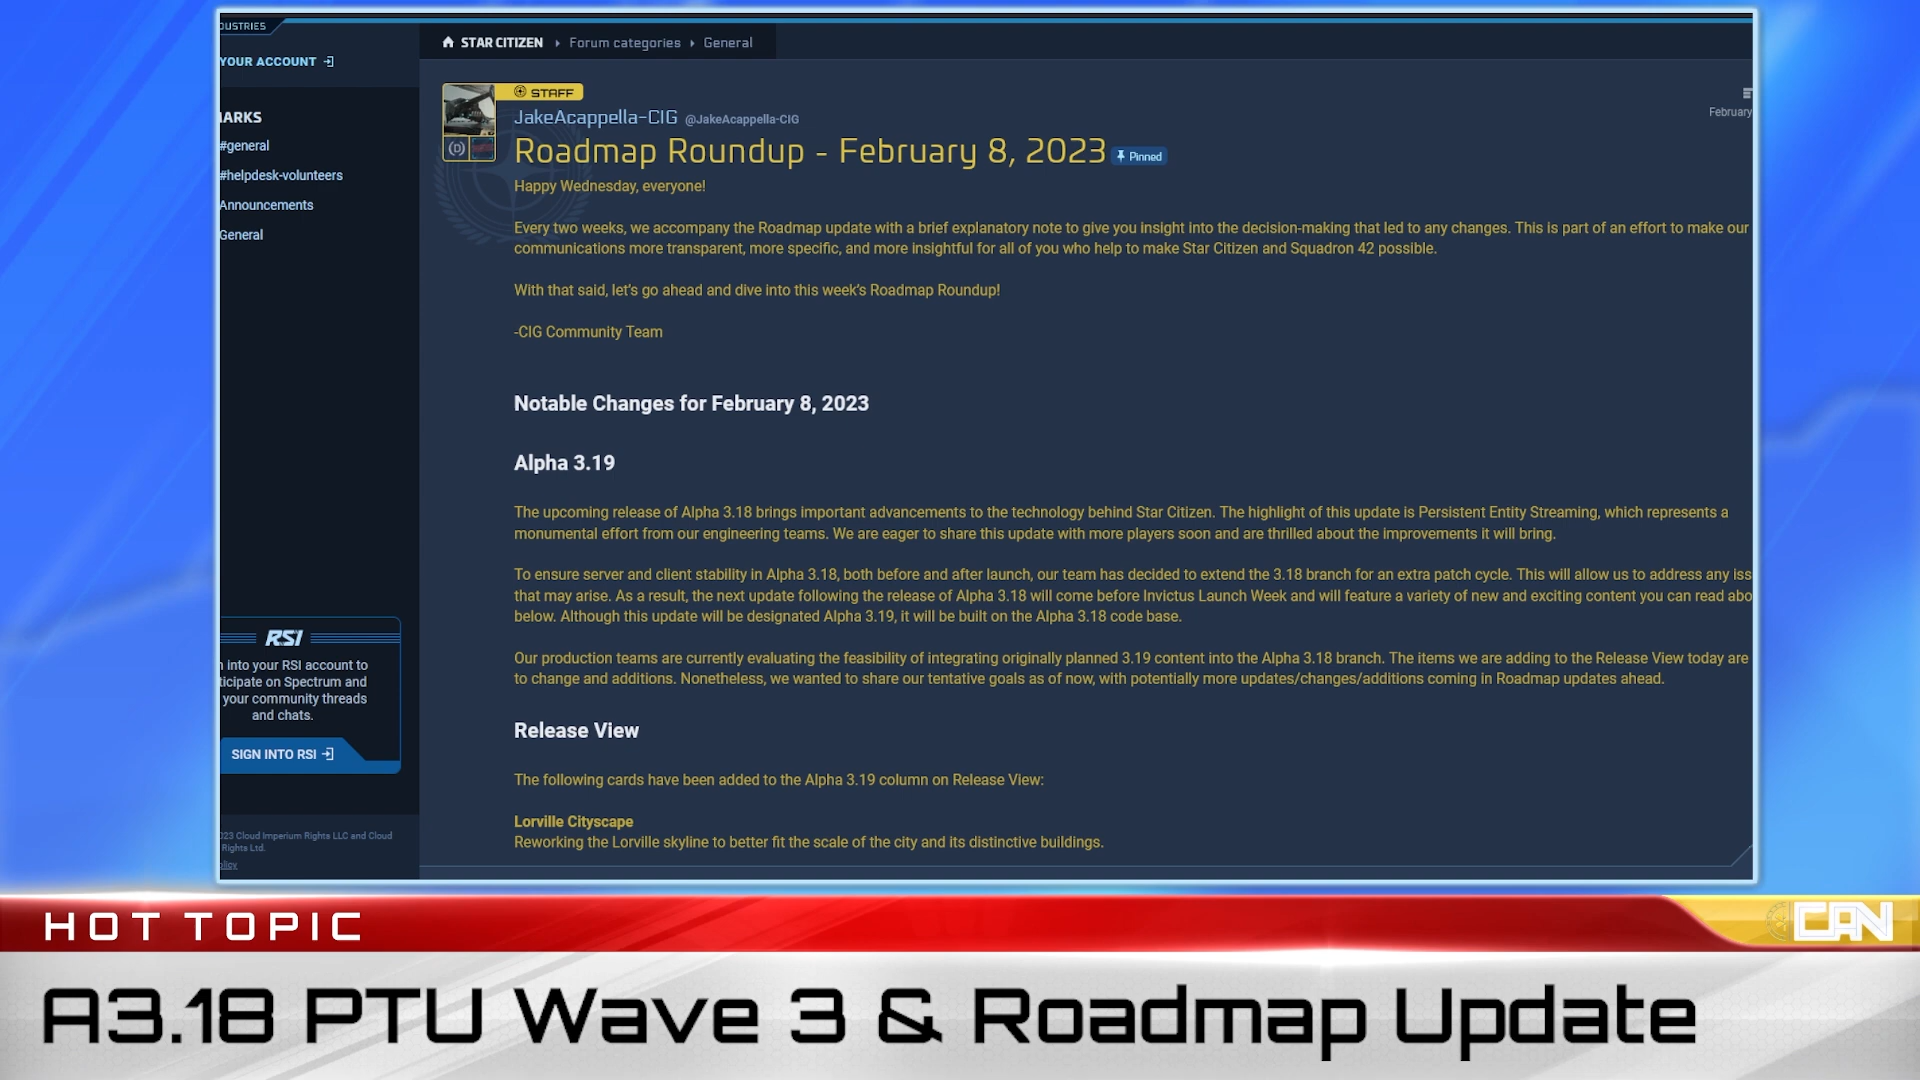 DUSTRIES
STAR CITIZEN Forum categories General
YOUR ACCOUNT
STAFF
JakeAcappella-CIG @JakeAcappella-CIG
February
ARKS
Roadmap Roundup - February 8, 2023 Pinned
#general
#helpdesk-volunteers
Announcements
General
Happy Wednesday, everyone!
Every two weeks, we accompany the Roadmap update with a brief explanatory note to give you insight into the decision-making that led to any changes. This is part of an effort to make our
communications more transparent, more specific, and more insightful for all of you who help to make Star Citizen and Squadron 42 possible.
With that said, let's go ahead and dive into this week's Roadmap Roundup!
-CIG Community Team
Notable Changes for February 8, 2023
Alpha 3.19
The upcoming release of Alpha 3.18 brings important advancements to the technology behind Star Citizen. The highlight of this update is Persistent Entity Streaming, which represents a
monumental effort from our engineering teams. We are eager to share this update with more players soon and are thrilled about the improvements it will bring.
To ensure server and client stability in Alpha 3.18, both before and after launch, our team has decided to extend the 3.18 branch for an extra patch cycle. This will allow us to address any iss
that may arise. As a result, the next update following the release of Alpha 3.18 will come before Invictus Launch Week and will feature a variety of new and exciting content you can read abo
below. Although this update will be designated Alpha 3.19, it will be built on the Alpha 3.18 code base.
Our production teams are currently evaluating the feasibility of integrating originally planned 3.19 content into the Alpha 3.18 branch. The items we are adding to the Release View today are
to change and additions. Nonetheless, we wanted to share our tentative goals as of now, with potentially more updates/changes/additions coming in Roadmap updates ahead.
Release View
The following cards have been added to the Alpha 3.19 column on Release View:
Lorville Cityscape
Reworking the Lorville skyline to better fit the scale of the city and its distinctive buildings.
RSI
n into your RSI account to
ticipate on Spectrum and
your community threads
and chats.
SIGN INTO RSI
023 Cloud Imperium Rights LLC and Cloud
Rights Ltd.
olicy
HOT TOPIC
CAN
A3.18 PTU Wave 3 & Roadmap Update